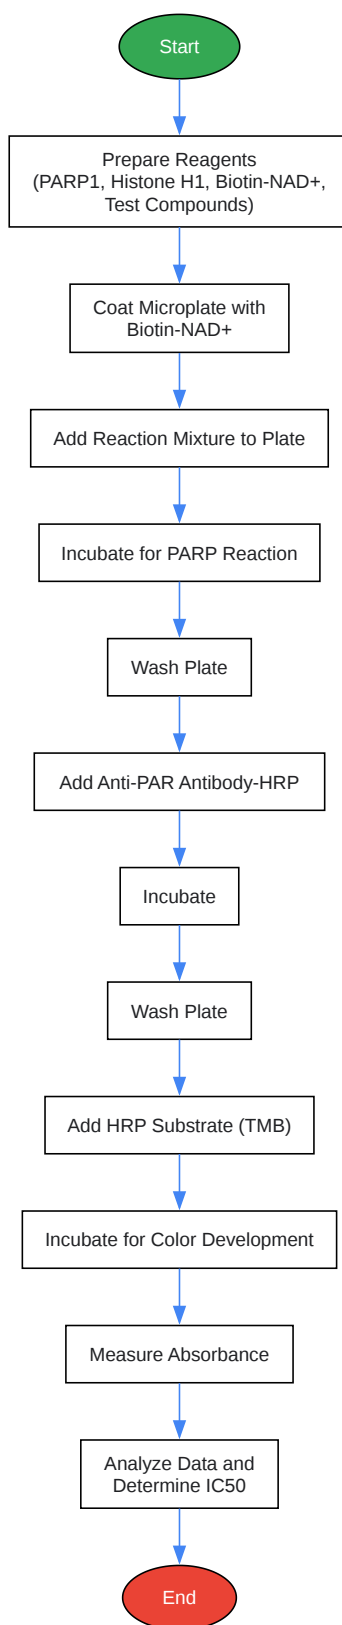 Start
Prepare Reagents
(PARP1, Histone H1, Biotin-NAD+,
Test Compounds)
Coat Microplate with
Biotin-NAD+
Add Reaction Mixture to Plate
Incubate for PARP Reaction
Wash Plate
Add Anti-PAR Antibody-HRP
Incubate
Wash Plate
Add HRP Substrate (TMB)
Incubate for Color Development
Measure Absorbance
Analyze Data and
Determine IC50
End